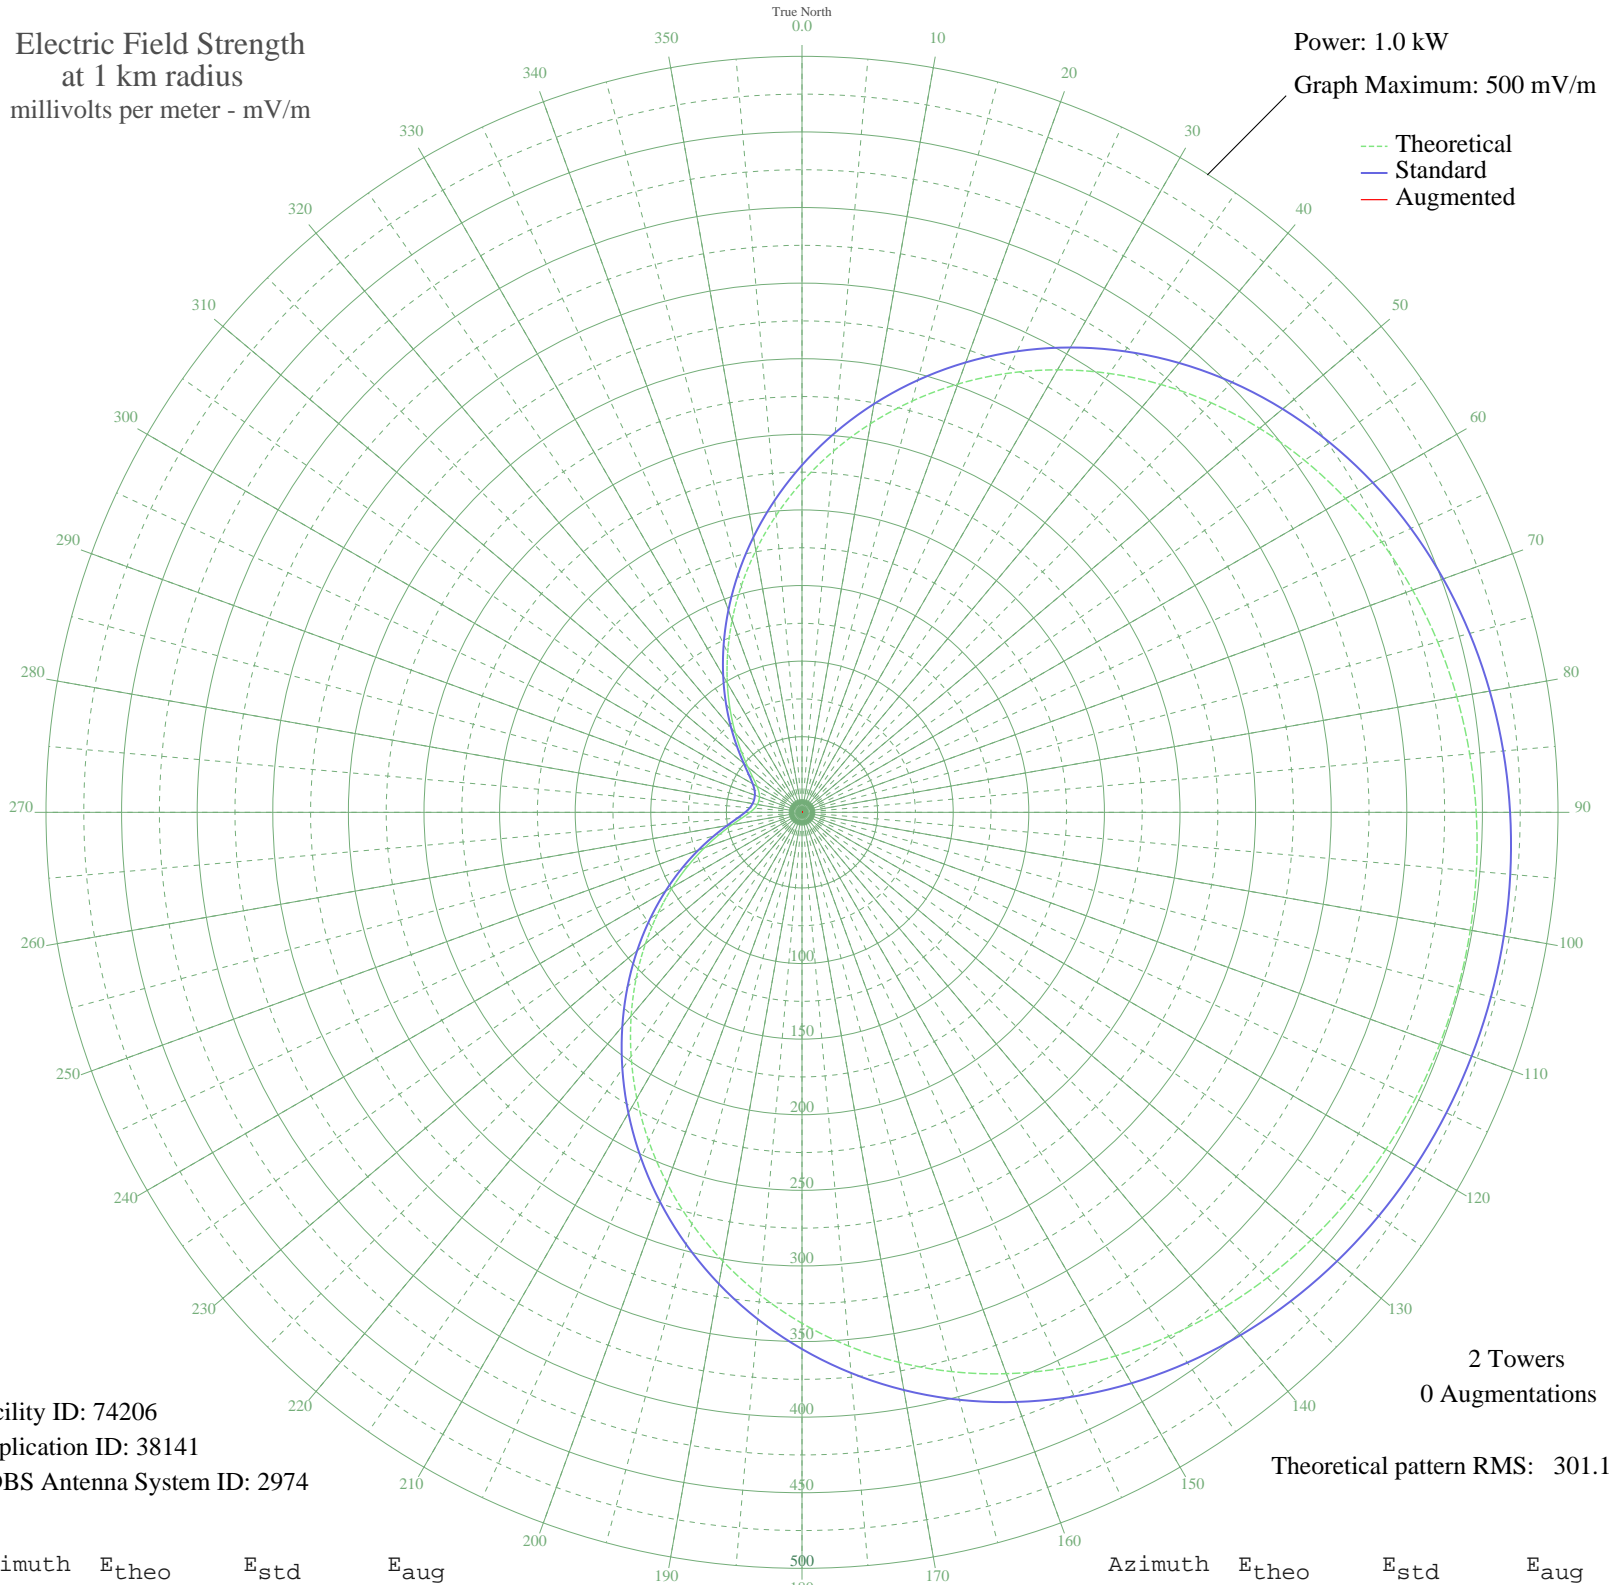 True North
0.0
Electric Field Strength
at 1 km radius
millivolts per meter - mV/m
Power: 1.0 kW
Graph Maximum: 500 mV/m
Theoretical
Standard
Augmented
10
20
30
40
50
60
70
80
90
100
110
120
130
140
150
160
170
190
200
210
220
230
240
250
260
270
280
290
300
310
320
330
340
350
100
150
200
250
300
350
400
450
500
2 Towers
0 Augmentations
Theoretical pattern RMS: 301.1
cility ID: 74206
plication ID: 38141
DBS Antenna System ID: 2974
imuth Etheo Estd Eaug
Azimuth Etheo Estd Eaug